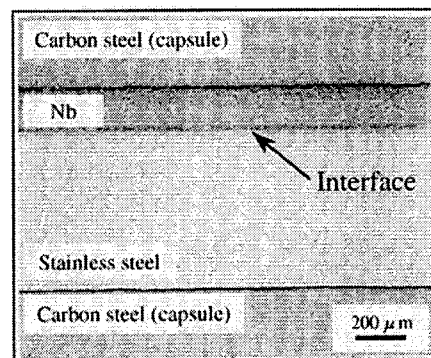 Carbon steel (capsule)
Nb
Interface
Stainless steel
Carbon steel (capsule)
200 μm